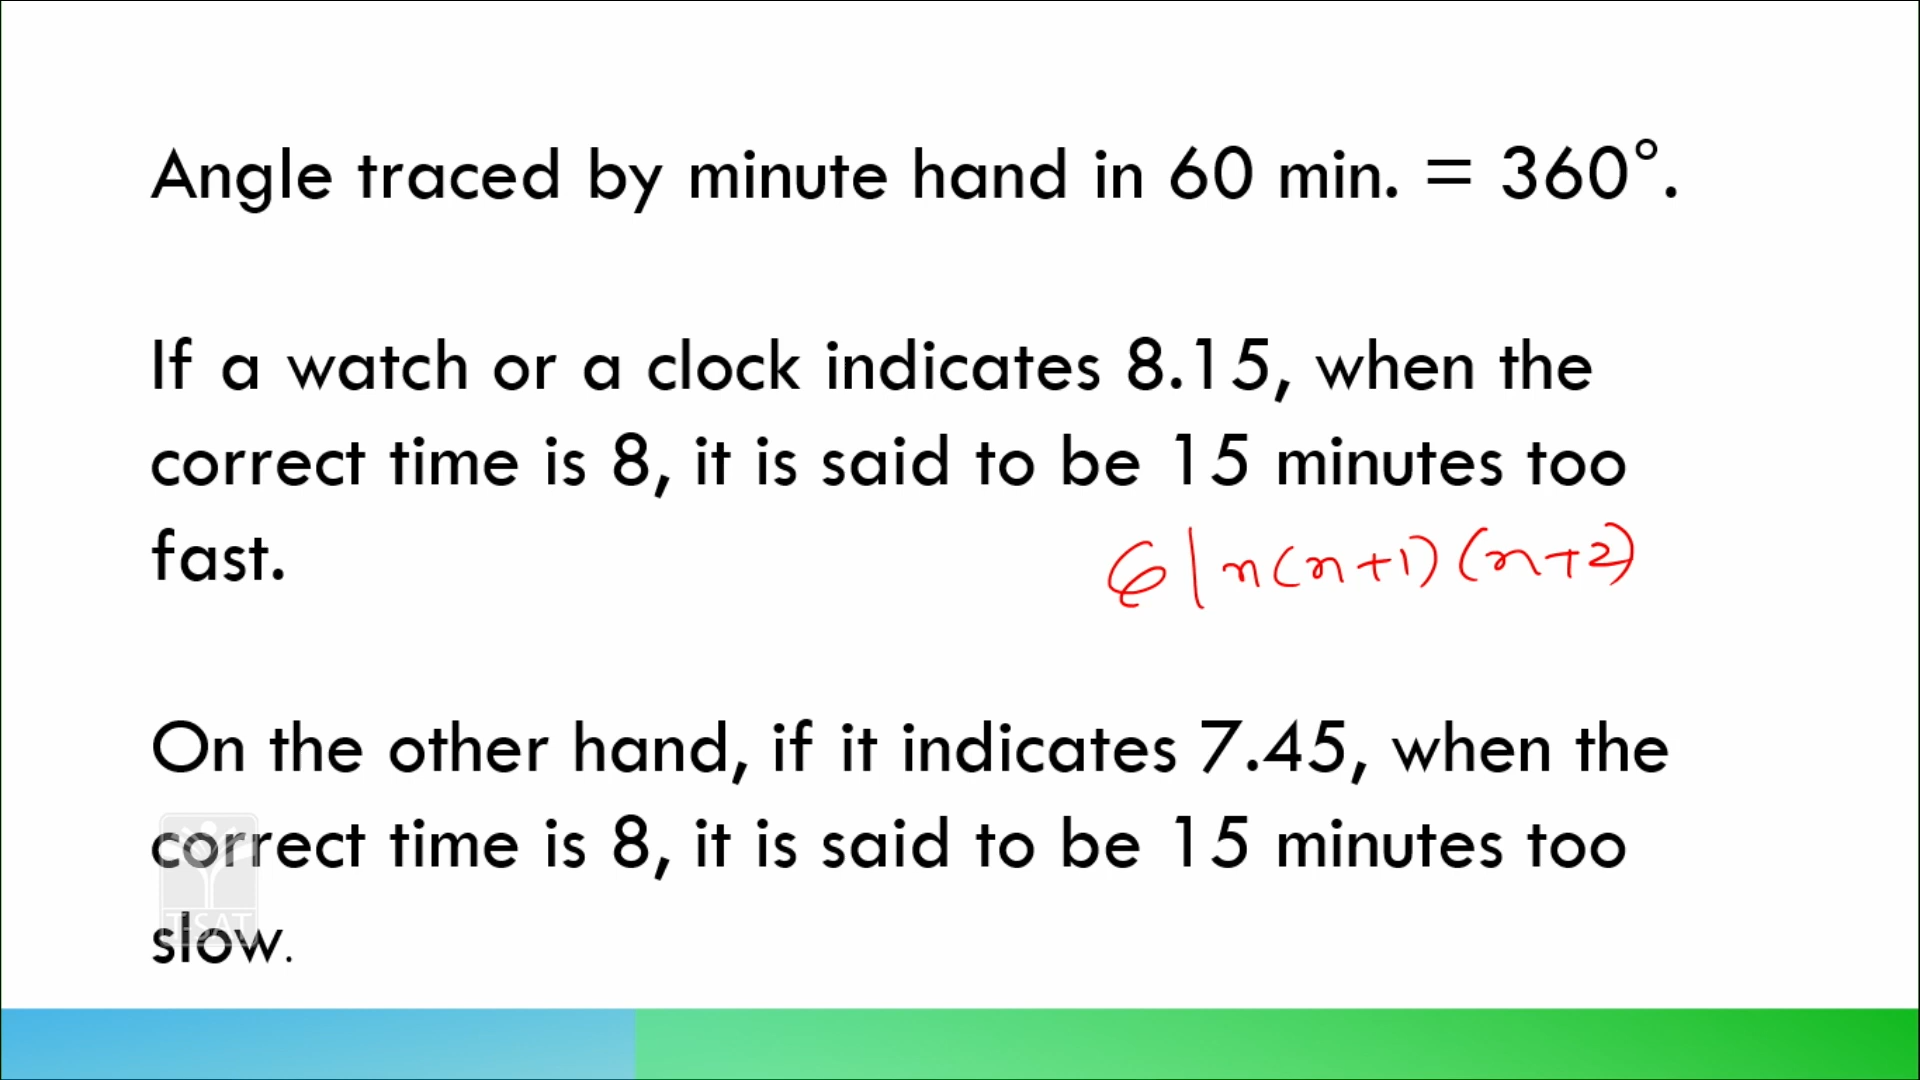 Angle traced by minute hand in 60 min. = 360°.
If a watch or a clock indicates 8.15, when the
correct time is 8, it is said to be 15 minutes too
fast.
6|n(n+1)(n+2)
On the other hand, if it indicates 7.45, when the
correct time is 8, it is said to be 15 minutes too
slow.
T-SAT